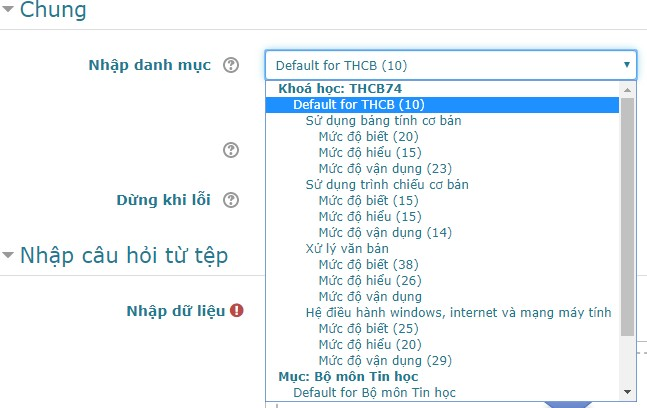 Chung
Nhập danh mục
Default for THCB (10)
Khoá học: THCB74
Default for THCB (10)
Sử dụng bảng tính cơ bản
Mức độ biết (20)
Mức độ hiểu (15)
Mức độ vận dụng (23)
Sử dụng trình chiếu cơ bản
Mức độ biết (15)
Mức độ hiểu (15)
Mức độ vận dụng (14)
Xử lý văn bản
Mức độ biết (38)
Mức độ hiểu (26)
Mức độ vận dụng
Hệ điều hành windows, internet và mạng máy tính
Mức độ biết (25)
Mức độ hiểu (20)
Mức độ vận dụng (29)
Mục: Bộ môn Tin học
Default for Bộ môn Tin học
Dừng khi lỗi
Nhập câu hỏi từ tệp
Nhập dữ liệu